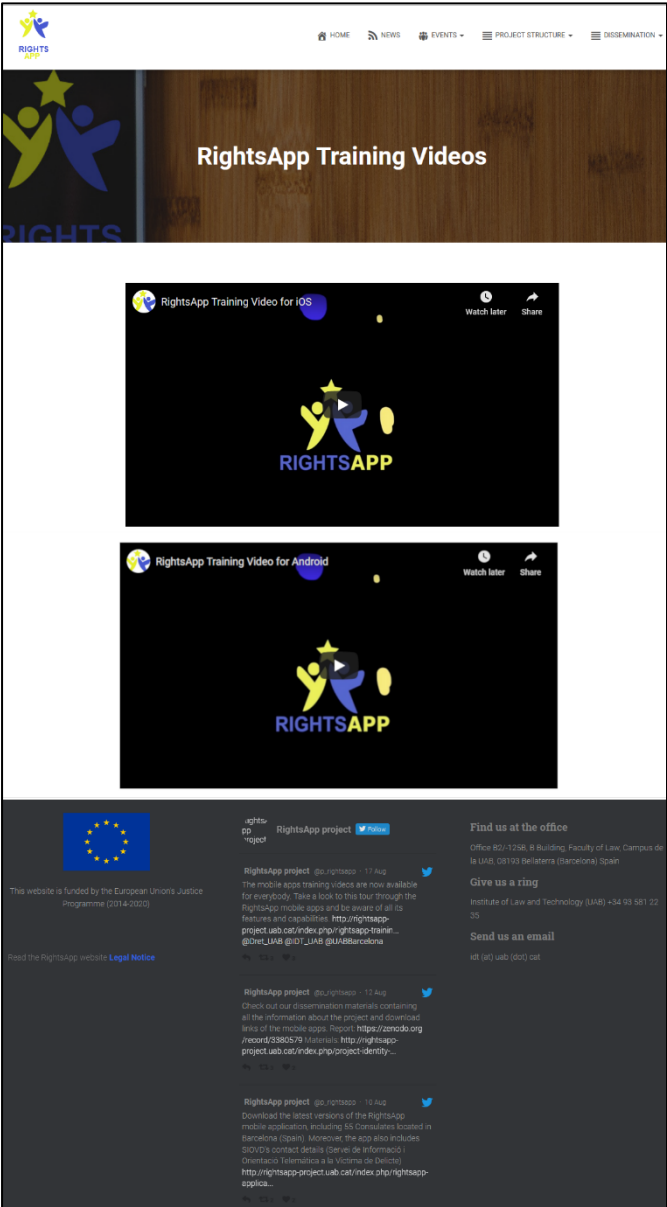 RIGHTS
APP
HOME
NEWS
EVENTS
PROJECT STRUCTURE
DISSEMINATION
RIGHTS
RightsApp Training Videos
RightsApp Training Video for iOS
Watch later
Share
RIGHTSAPP
RightsApp Training Video for Android
Watch later
Share
RIGHTSAPP
This website is funded by the European Union's Justice
Programme (2014-2020)
Read the RightsApp website Legal Notice
RightsApp project Follow
RightsApp project @p_rightsapp · 17 Aug
The mobile apps training videos are now available
for everybody. Take a look to this tour through the
RightsApp mobile apps and be aware of all its
features and capabilities. http://rightsapp-
project.uab.cat/index.php/rightsapp-trainin...
@Dret_UAB @IDT_UAB @UABBarcelona
RightsApp project @p_rightsapp · 12 Aug
Check out our dissemination materials containing
all the information about the project and download
links of the mobile apps. Report: https://zenodo.org
/record/3380579 Materials: http://rightsapp-
project.uab.cat/index.php/project-identity-...
RightsApp project @p_rightsapp · 10 Aug
Download the latest versions of the RightsApp
mobile application, including 55 Consulates located in
Barcelona (Spain). Moreover, the app also includes
SIOVD's contact details (Servei de Informació i
Orientació Telemàtica a la Víctima de Delicte)
http://rightsapp-project.uab.cat/index.php/rightsapp-
applica...
Find us at the office
Office B2/-125B, B Building, Faculty of Law, Campus de
la UAB, 08193 Bellaterra (Barcelona) Spain
Give us a ring
Institute of Law and Technology (UAB) +34 93 581 22
35
Send us an email
idt (at) uab (dot) cat